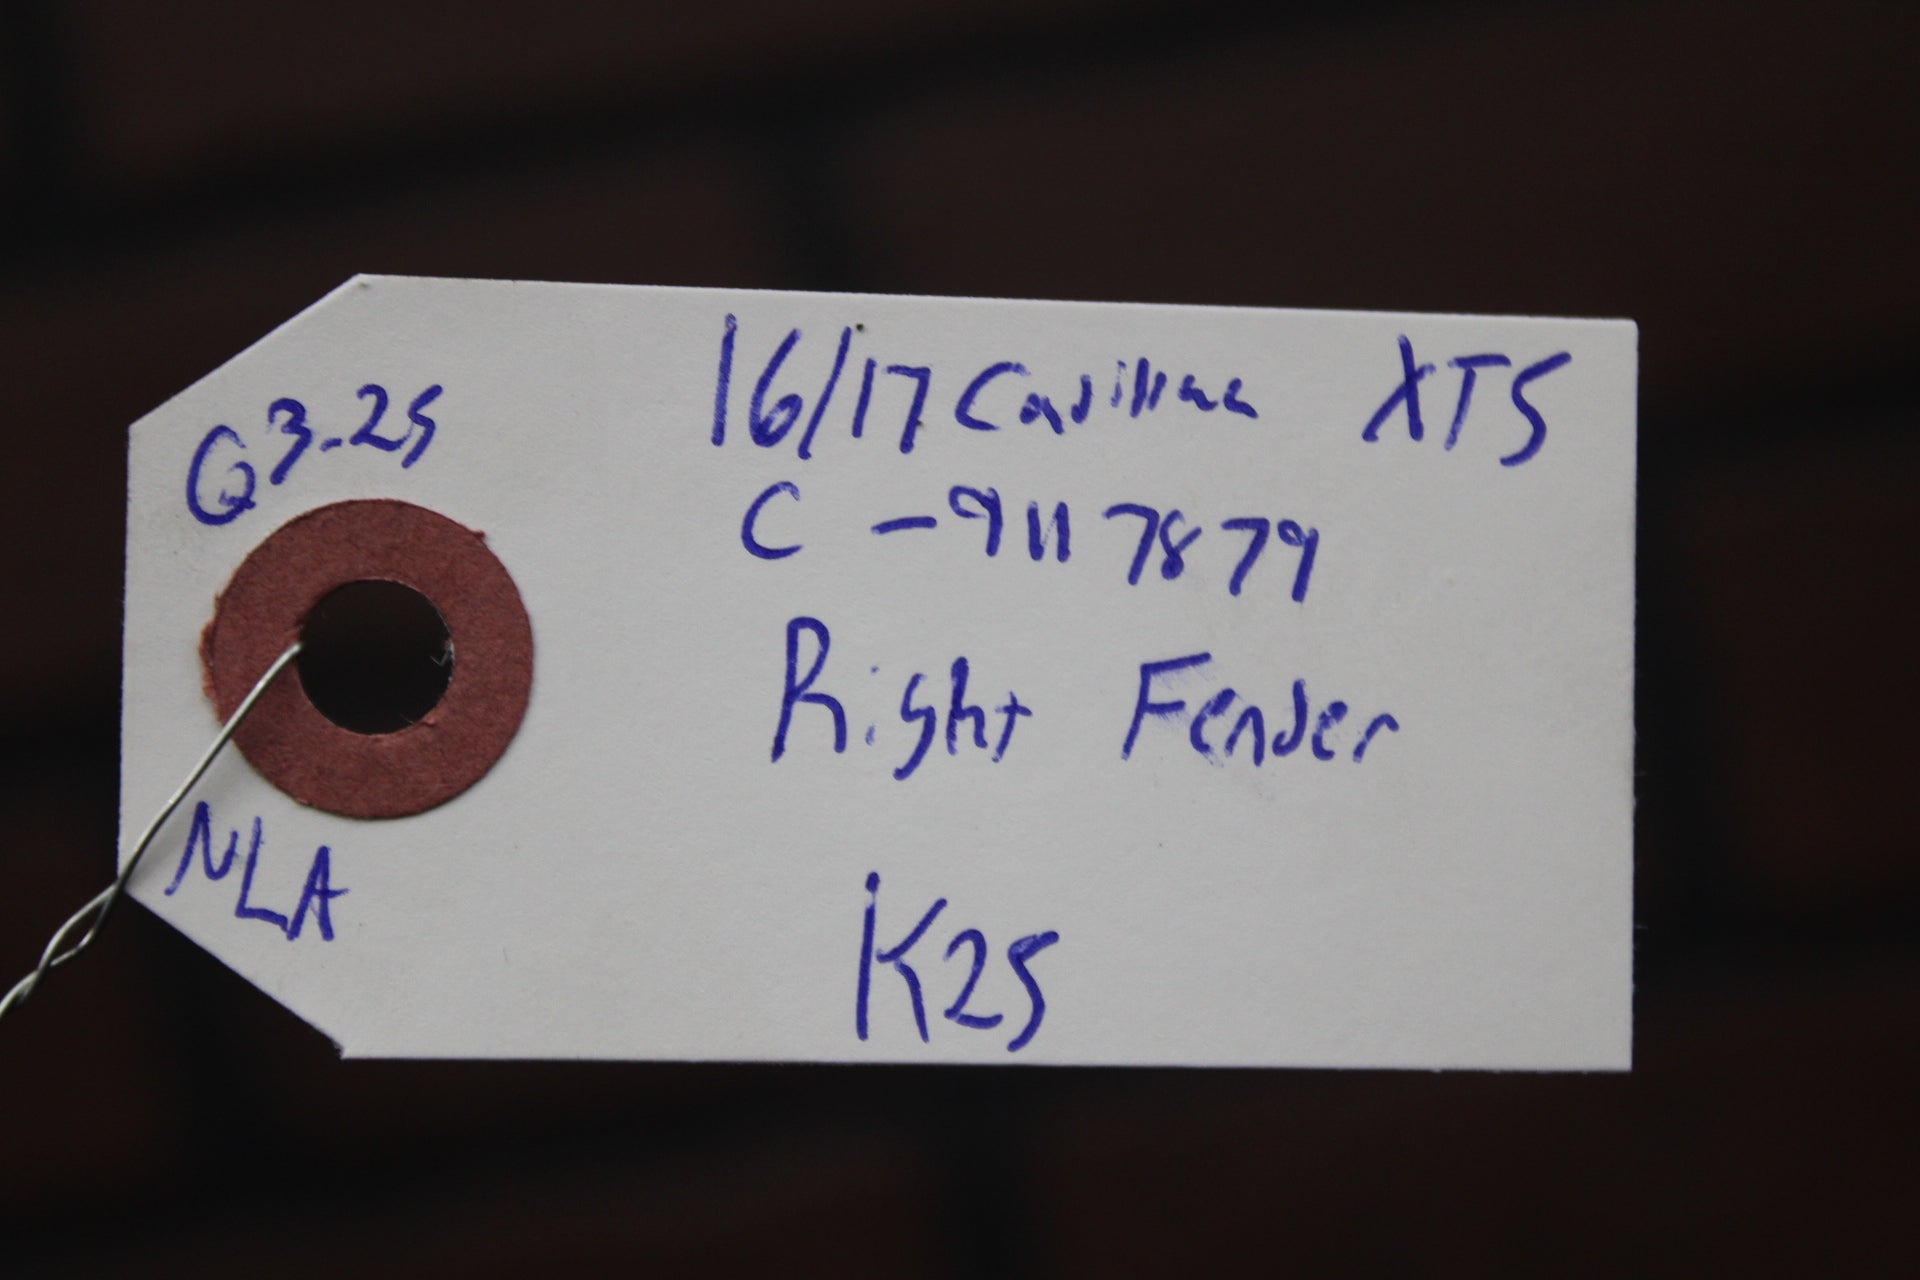 Q3-25
16/17 Cadillac XTS
C-9117879
Right Fender
NLA
K25